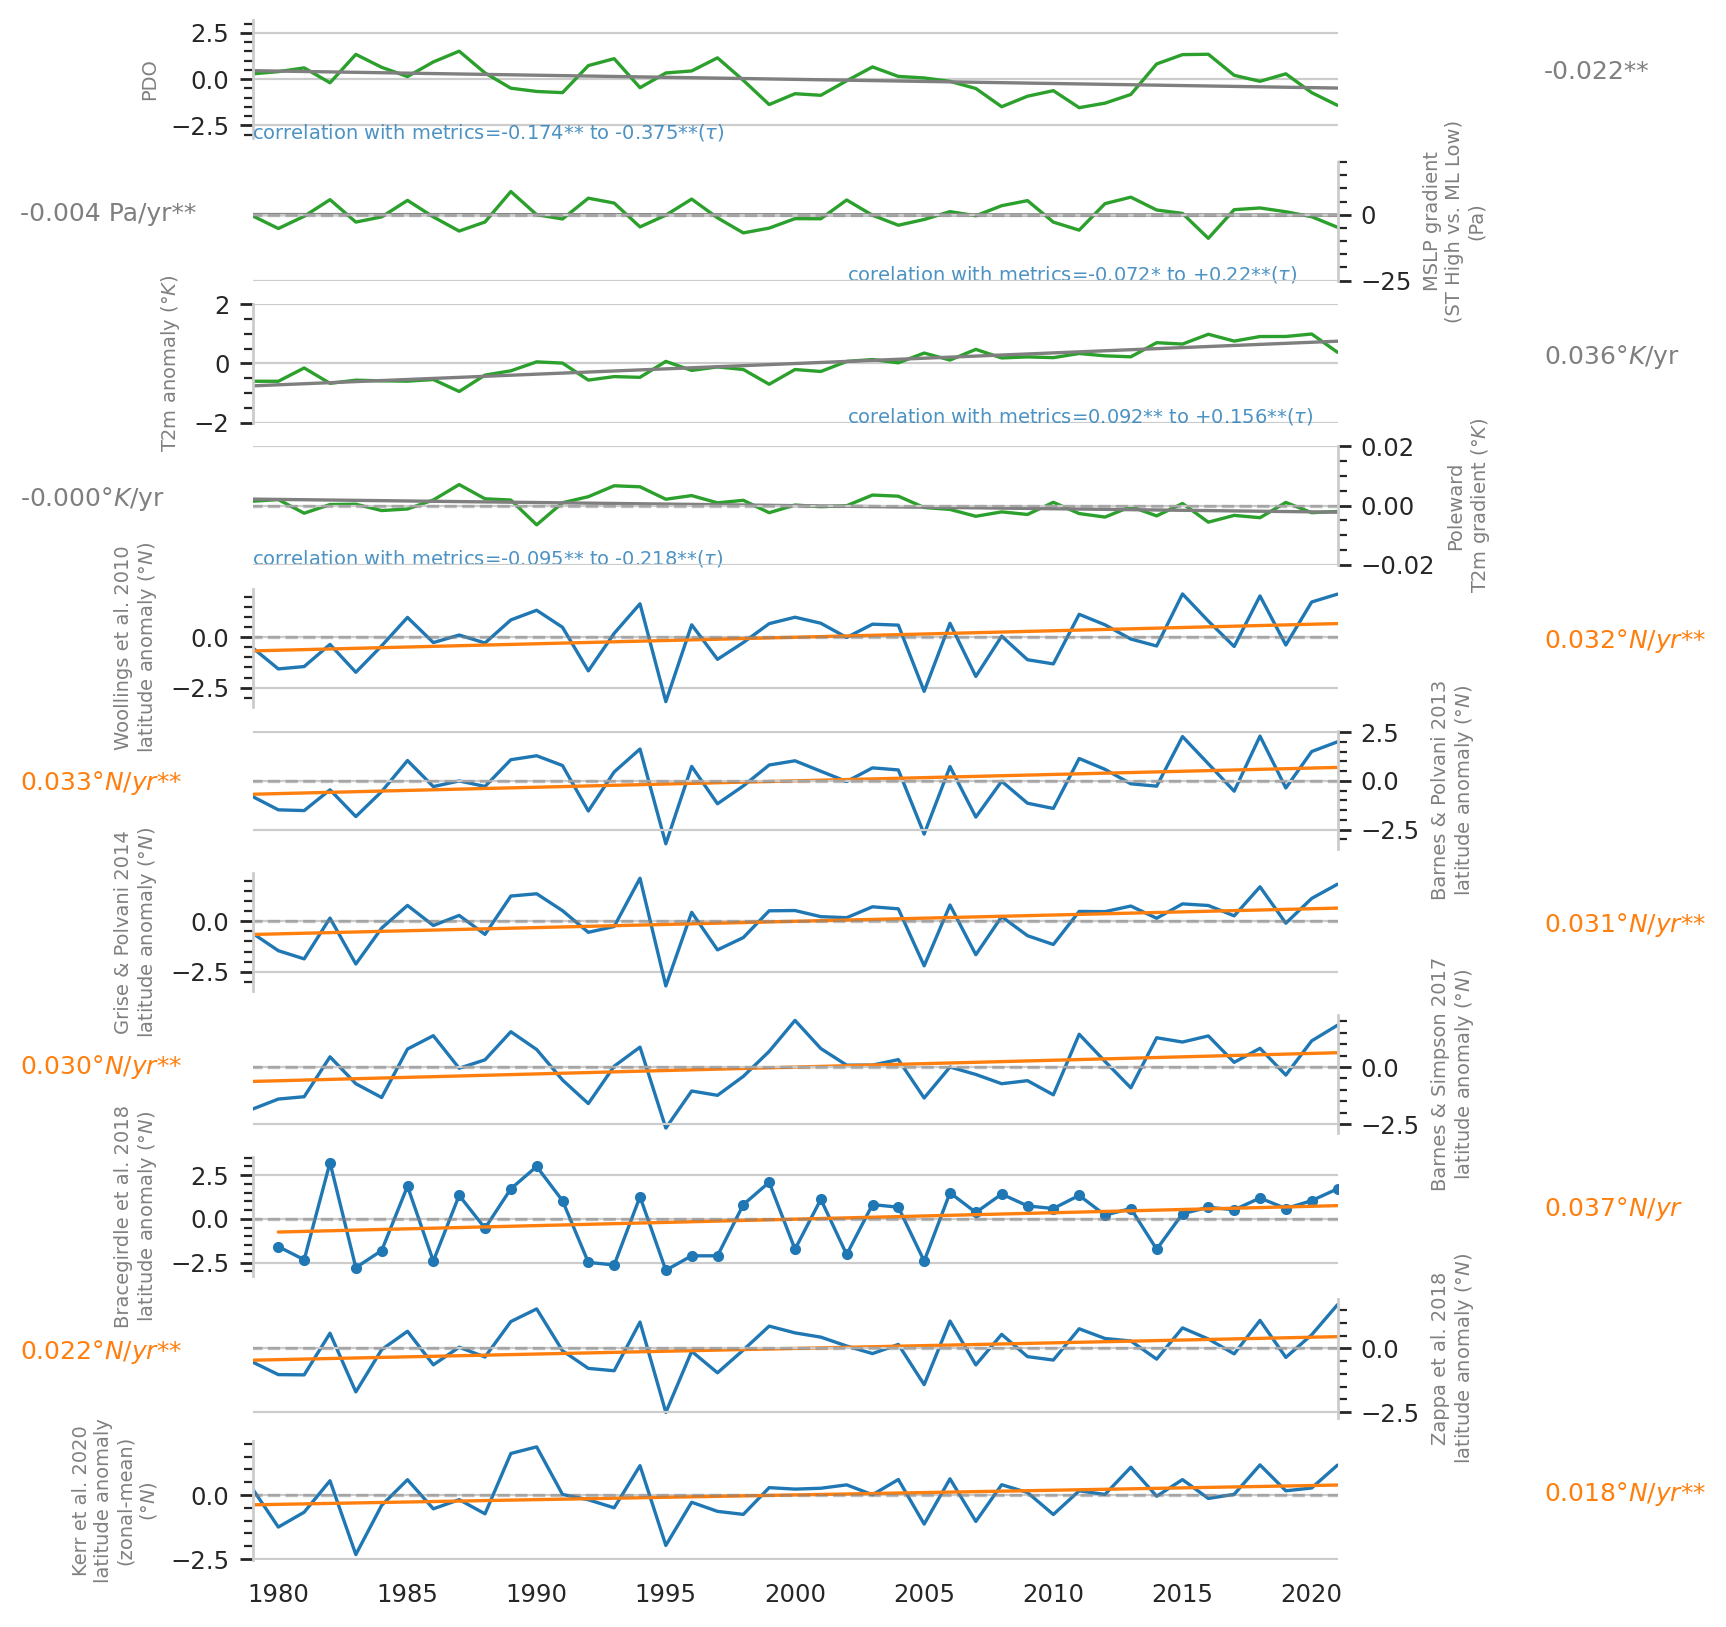 PDO
2.5
0.0
−2.5
correlation with metrics=-0.174** to -0.375**(τ)
-0.022**
-0.004 Pa/yr**
MSLP gradient
(ST High vs. ML Low)
(Pa)
0
−25
corelation with metrics=-0.072* to +0.22**(τ)
T2m anomaly (°K)
2
0
−2
corelation with metrics=0.092** to +0.156**(τ)
0.036°K/yr
-0.000°K/yr
Poleward
T2m gradient (°K)
0.02
0.00
−0.02
correlation with metrics=-0.095** to -0.218**(τ)
Woollings et al. 2010
latitude anomaly (°N)
0.0
−2.5
0.032°N/yr**
0.033°N/yr**
Barnes & Polvani 2013
latitude anomaly (°N)
2.5
0.0
−2.5
Grise & Polvani 2014
latitude anomaly (°N)
0.0
−2.5
0.031°N/yr**
0.030°N/yr**
Barnes & Simpson 2017
latitude anomaly (°N)
0.0
−2.5
Bracegirdle et al. 2018
latitude anomaly (°N)
2.5
0.0
−2.5
0.037°N/yr
0.022°N/yr**
Zappa et al. 2018
latitude anomaly (°N)
0.0
−2.5
Kerr et al. 2020
latitude anomaly
(zonal-mean)
(°N)
0.0
−2.5
0.018°N/yr**
1980 1985 1990 1995 2000 2005 2010 2015 2020